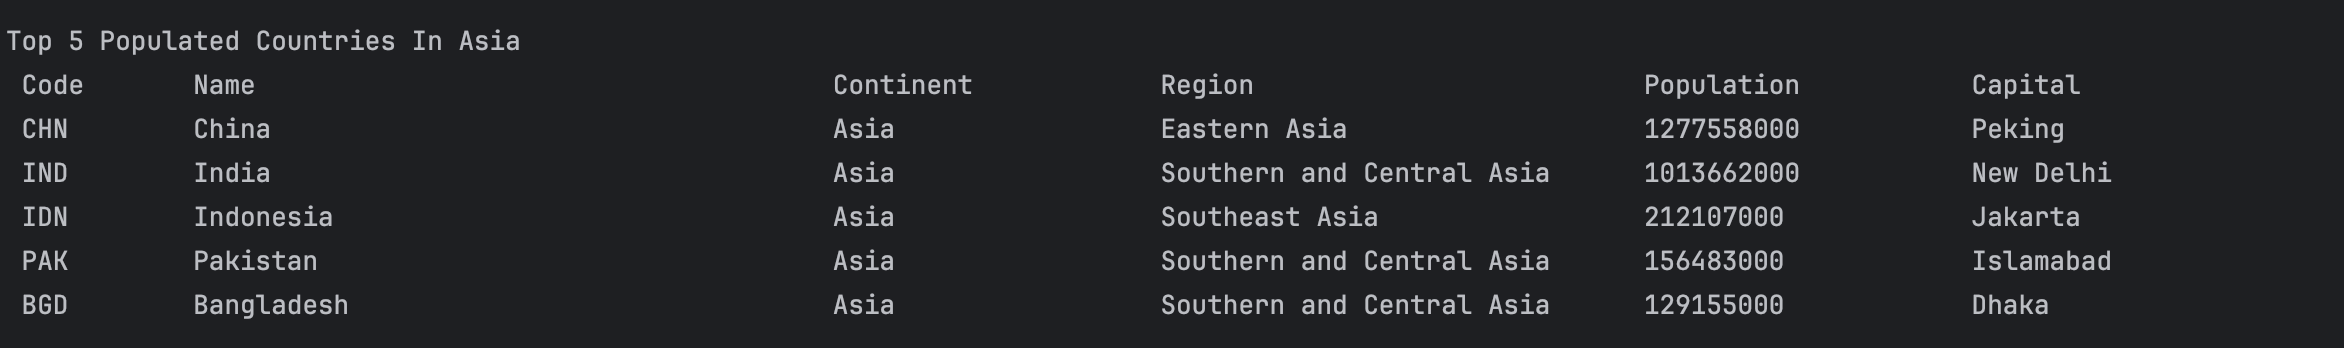 Top 5 Populated Countries In Asia
Code Name Continent Region Population Capital
CHN China Asia Eastern Asia 1277558000 Peking
IND India Asia Southern and Central Asia 1013662000 New Delhi
IDN Indonesia Asia Southeast Asia 212107000 Jakarta
PAK Pakistan Asia Southern and Central Asia 156483000 Islamabad
BGD Bangladesh Asia Southern and Central Asia 129155000 Dhaka